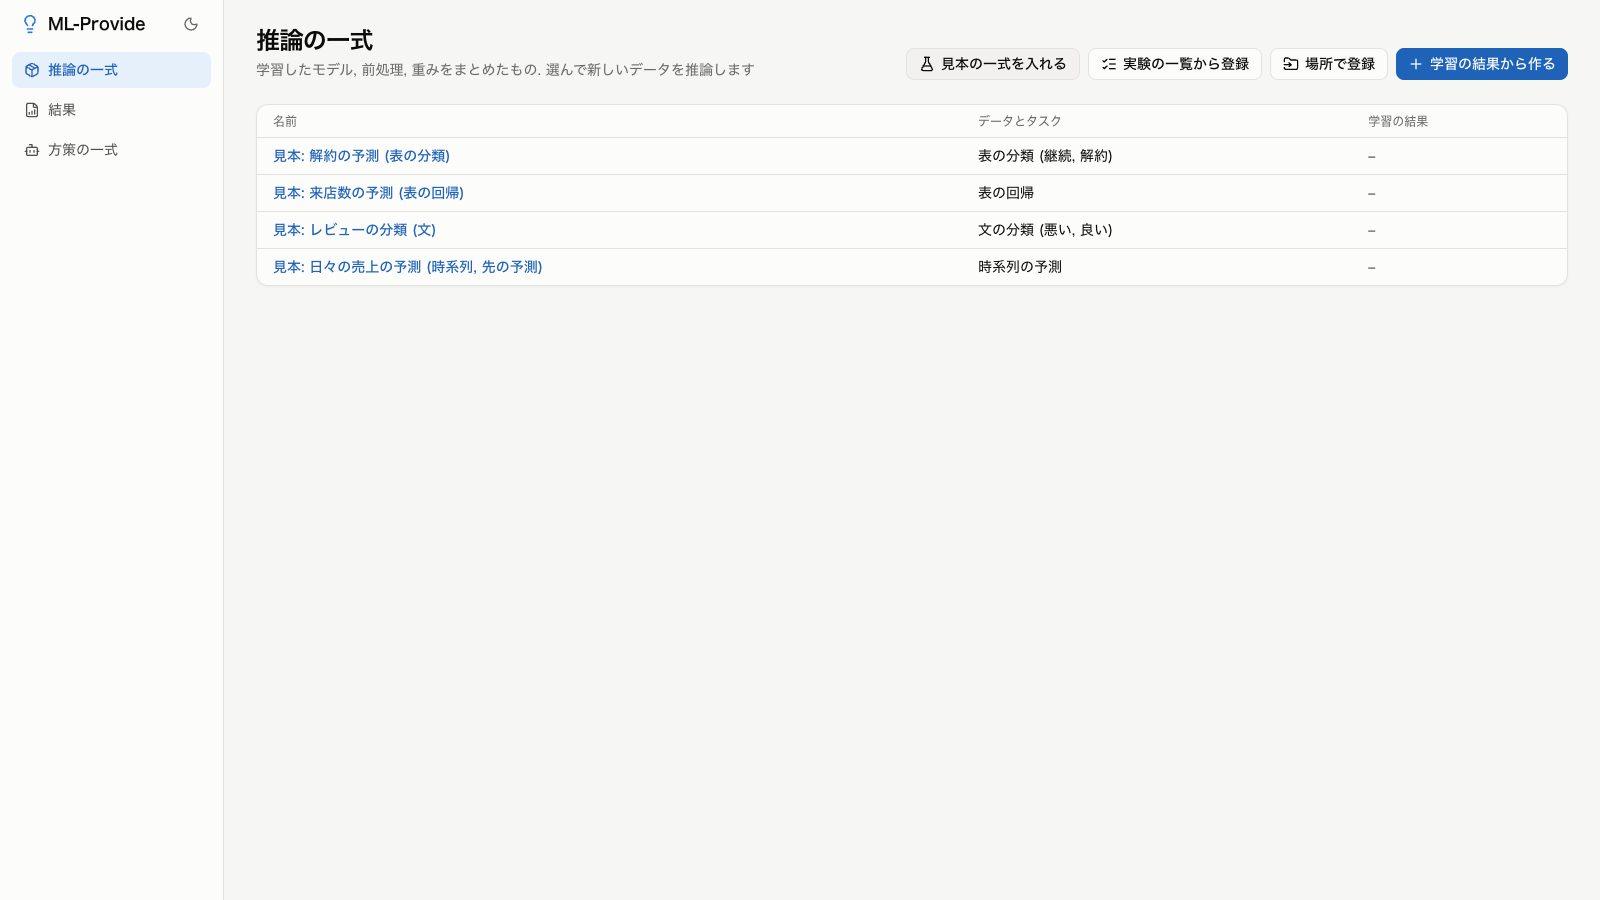 ML-Provide
推論の一式
結果
方策の一式
推論の一式
学習したモデル, 前処理, 重みをまとめたもの. 選んで新しいデータを推論します
見本の一式を入れる
実験の一覧から登録
場所で登録
学習の結果から作る
名前 データとタスク 学習の結果
見本: 解約の予測 (表の分類) 表の分類 (継続, 解約) –
見本: 来店数の予測 (表の回帰) 表の回帰 –
見本: レビューの分類 (文) 文の分類 (悪い, 良い) –
見本: 日々の売上の予測 (時系列, 先の予測) 時系列の予測 –